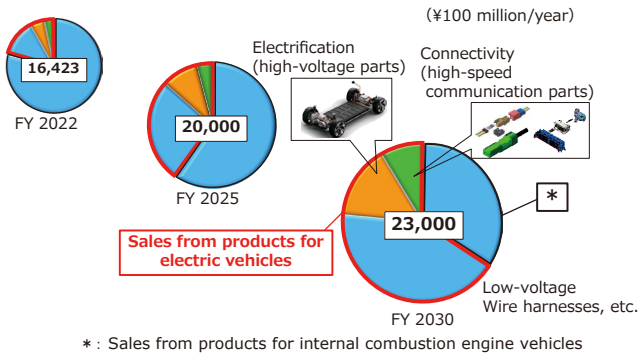 (¥100 million/year)
Electrification
(high-voltage parts)
Connectivity
(high-speed
communication parts)
16,423
FY 2022
20,000
FY 2025
23,000
*
Sales from products for
electric vehicles
Low-voltage
Wire harnesses, etc.
FY 2030
* : Sales from products for internal combustion engine vehicles